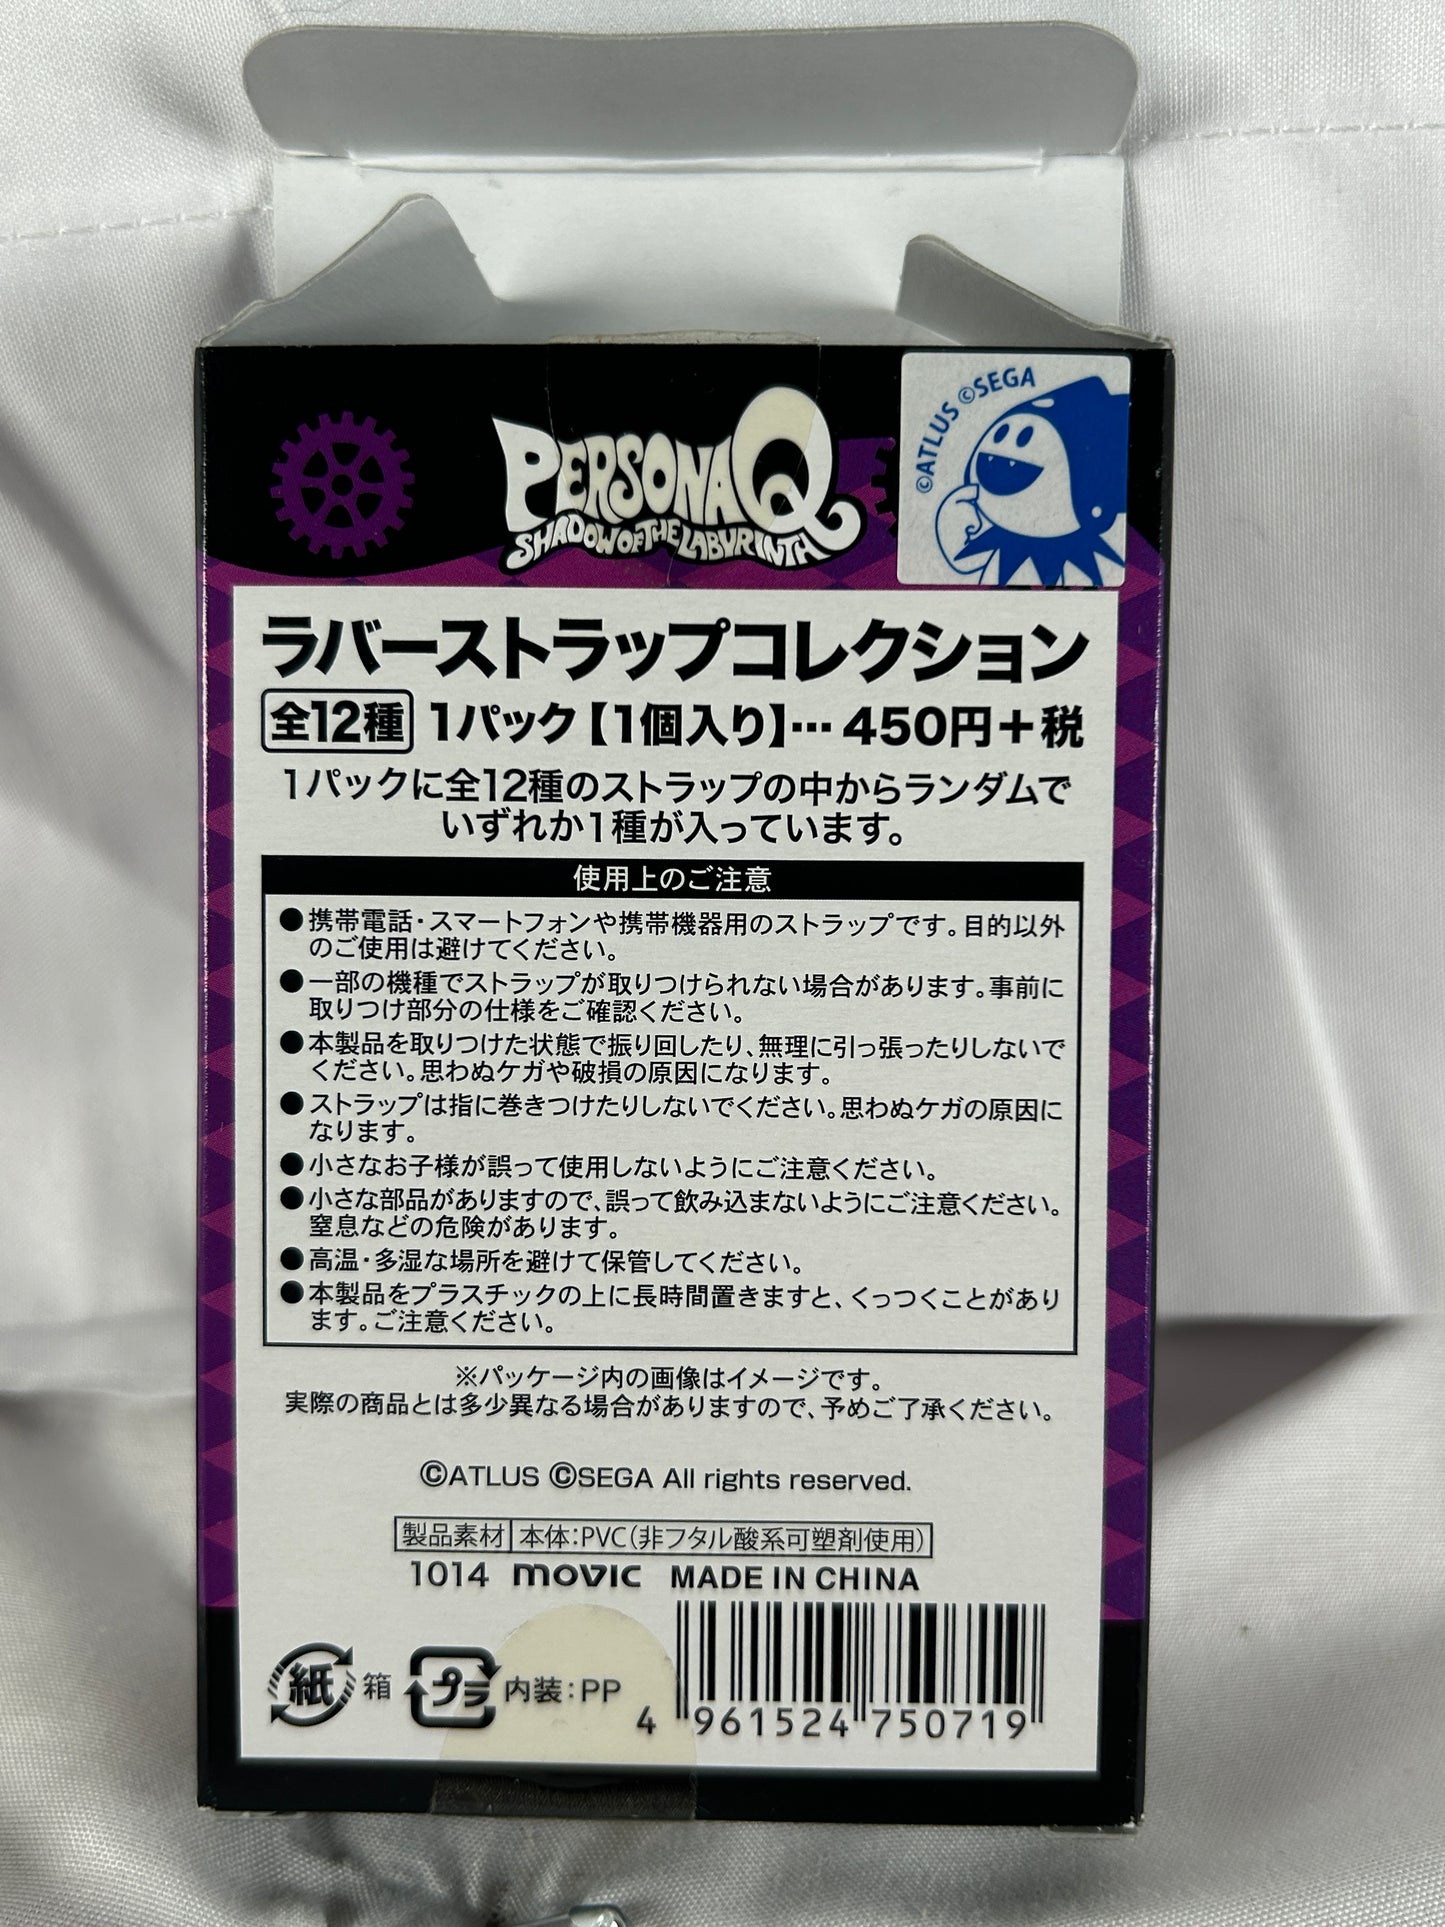 PERSONA Q
SHADOW OF THE LABYRINTH
©ATLUS ©SEGA
ラバーストラップコレクション
全12種 1パック【1個入り】…450円＋税
1パックに全12種のストラップの中からランダムで
いずれか1種が入っています。
使用上のご注意
●携帯電話・スマートフォンや携帯機器用のストラップです。目的以外
のご使用は避けてください。
●一部の機種でストラップが取りつけられない場合があります。事前に
取りつけ部分の仕様をご確認ください。
●本製品を取りつけた状態で振り回したり、無理に引っ張ったりしないで
ください。思わぬケガや破損の原因になります。
●ストラップは指に巻きつけたりしないでください。思わぬケガの原因に
なります。
●小さなお子様が誤って使用しないようにご注意ください。
●小さな部品がありますので、誤って飲み込まないようにご注意ください。
窒息などの危険があります。
●高温・多湿な場所を避けて保管してください。
●本製品をプラスチックの上に長時間置きますと、くっつくことがあり
ます。ご注意ください。
※パッケージ内の画像はイメージです。
実際の商品とは多少異なる場合がありますので、予めご了承ください。
©ATLUS ©SEGA All rights reserved.
製品素材 本体：PVC（非フタル酸系可塑剤使用）
1014 movic MADE IN CHINA
紙 箱 プラ 内装：PP
4 961524 750719